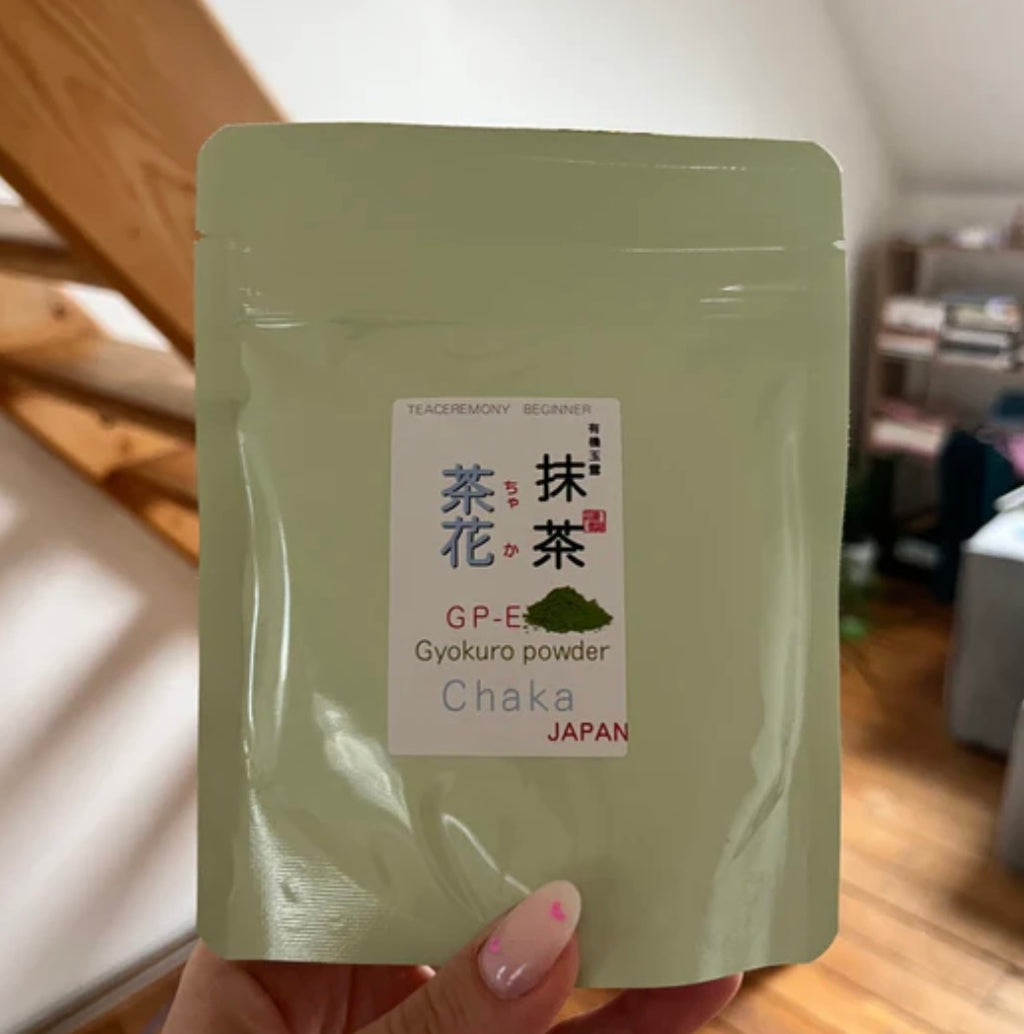 TEACEREMONY BEGINNER
有機玉露
抹茶
茶花
ちゃ か
GP-E
Gyokuro powder
Chaka
JAPAN